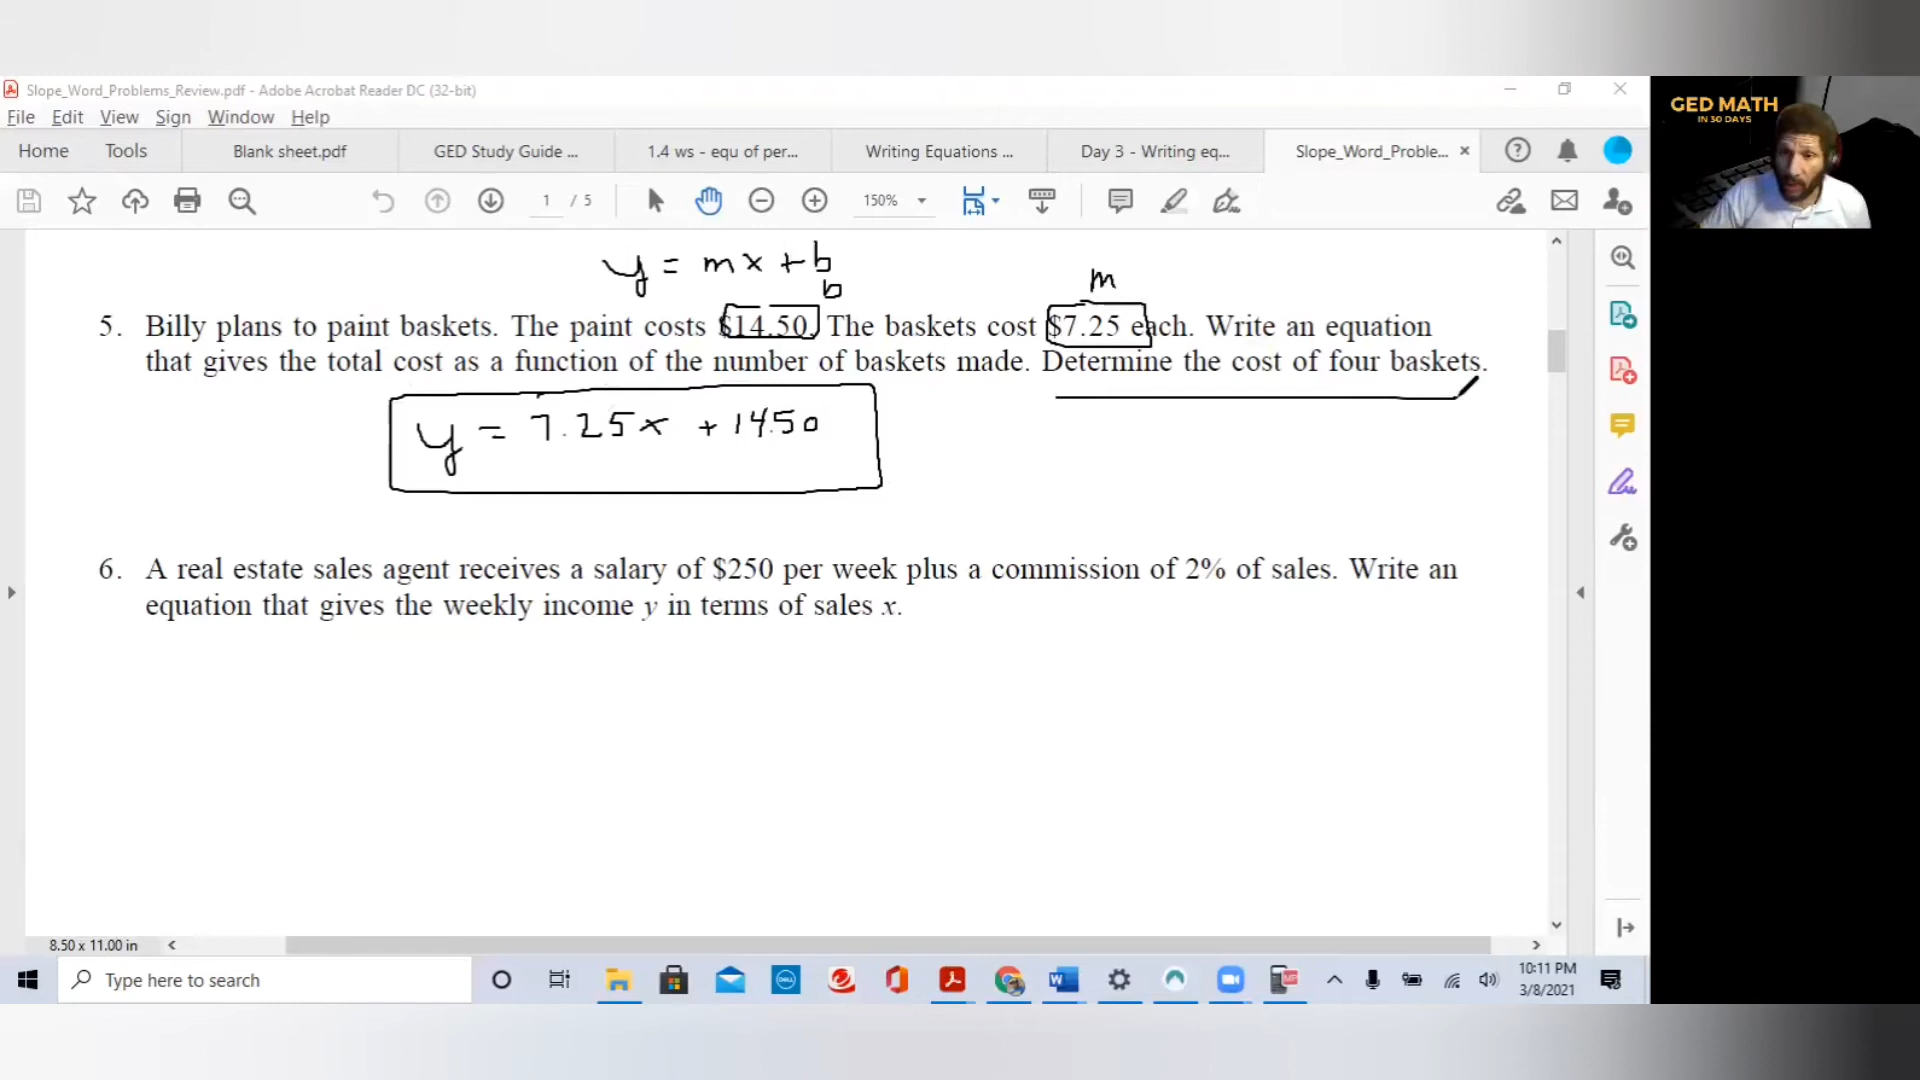 Slope_Word_Problems_Review.pdf - Adobe Acrobat Reader DC (32-bit)
File Edit View Sign Window Help
GED MATH
IN 30 DAYS
Home Tools Blank sheet.pdf GED Study Guide ... 1.4 ws - equ of per... Writing Equations ... Day 3 - Writing eq... Slope_Word_Proble... ×
1 / 5 150%
y = mx + b
b
m
5. Billy plans to paint baskets. The paint costs $14.50. The baskets cost $7.25 each. Write an equation
that gives the total cost as a function of the number of baskets made. Determine the cost of four baskets.
y = 7.25x + 14.50
6. A real estate sales agent receives a salary of $250 per week plus a commission of 2% of sales. Write an
equation that gives the weekly income y in terms of sales x.
8.50 x 11.00 in
Type here to search
DELL
10:11 PM
3/8/2021